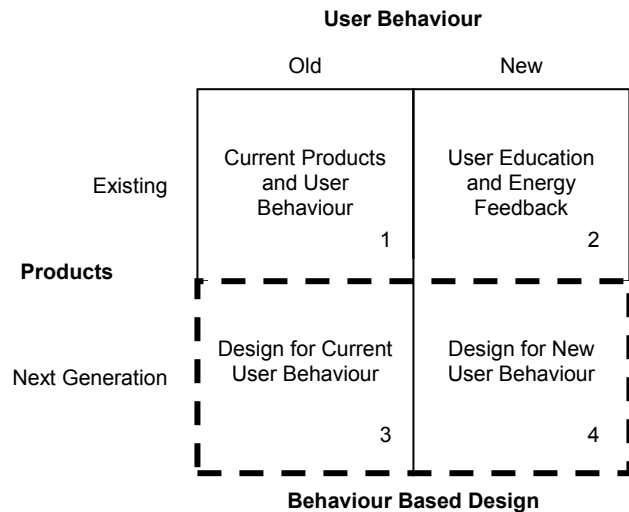 User Behaviour
Old New
Current Products
and User
Behaviour
1
User Education
and Energy
Feedback
2
Existing
Products
Design for Current
User Behaviour
3
Design for New
User Behaviour
4
Next Generation
Behaviour Based Design